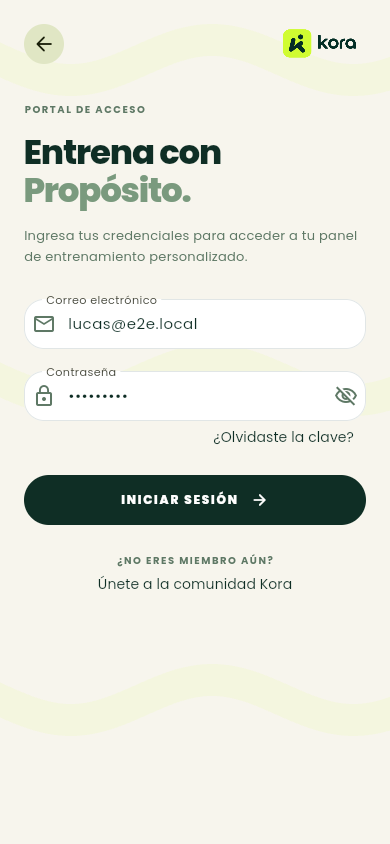 kora
PORTAL DE ACCESO
Entrena con
Propósito.
Ingresa tus credenciales para acceder a tu panel
de entrenamiento personalizado.
Correo electrónico
lucas@e2e.local
Contraseña
•••••••••
¿Olvidaste la clave?
INICIAR SESIÓN
¿NO ERES MIEMBRO AÚN?
Únete a la comunidad Kora